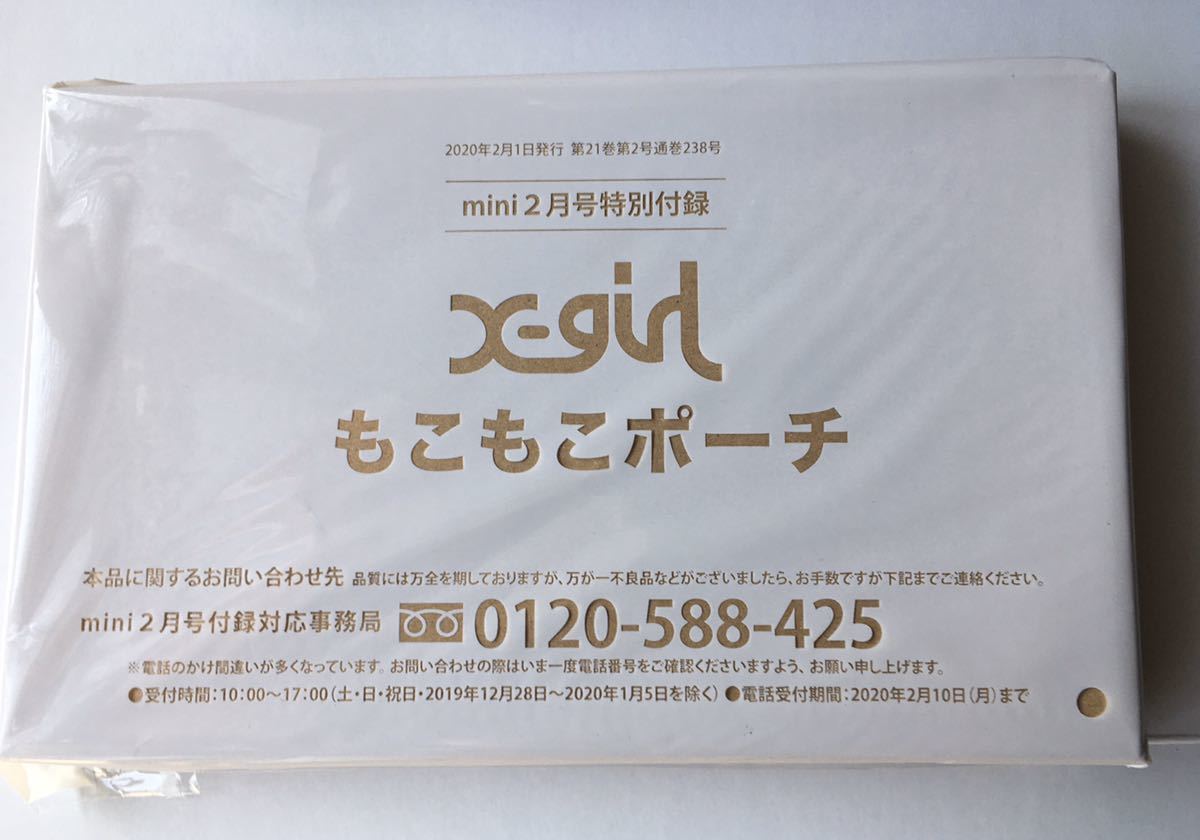 2020年2月1日発行 第21巻第2号通巻238号
mini２月号特別付録
X-girl
もこもこポーチ
本品に関するお問い合わせ先 品質には万全を期しておりますが、万が一不良品などがございましたら、お手数ですが下記までご連絡ください。
mini２月号付録対応事務局 0120-588-425
※電話のかけ間違いが多くなっています。お問い合わせの際はいま一度電話番号をご確認くださいますよう、お願い申し上げます。
●受付時間：10：00〜17：00（土・日・祝日・2019年12月28日〜2020年1月5日を除く） ●電話受付期間：2020年2月10日（月）まで